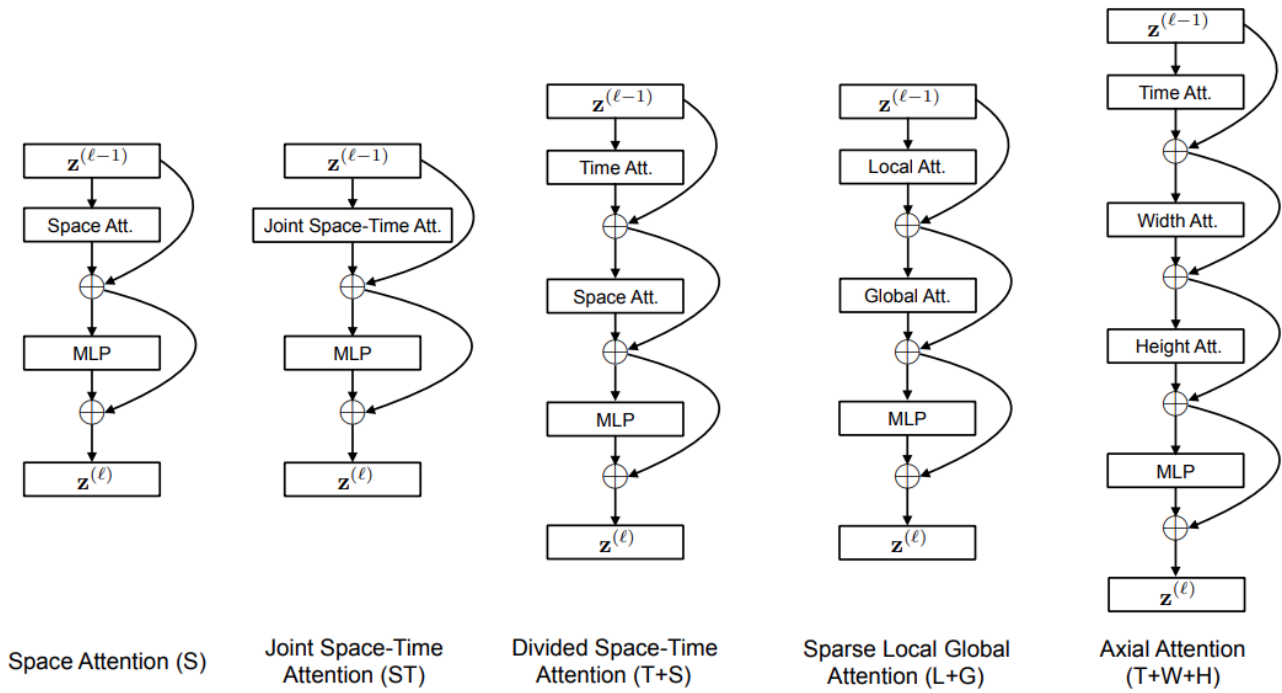 z^(ℓ−1)
Space Att.
MLP
z^(ℓ)
Space Attention (S)
z^(ℓ−1)
Joint Space-Time Att.
MLP
z^(ℓ)
Joint Space-Time
Attention (ST)
z^(ℓ−1)
Time Att.
Space Att.
MLP
z^(ℓ)
Divided Space-Time
Attention (T+S)
z^(ℓ−1)
Local Att.
Global Att.
MLP
z^(ℓ)
Sparse Local Global
Attention (L+G)
z^(ℓ−1)
Time Att.
Width Att.
Height Att.
MLP
z^(ℓ)
Axial Attention
(T+W+H)